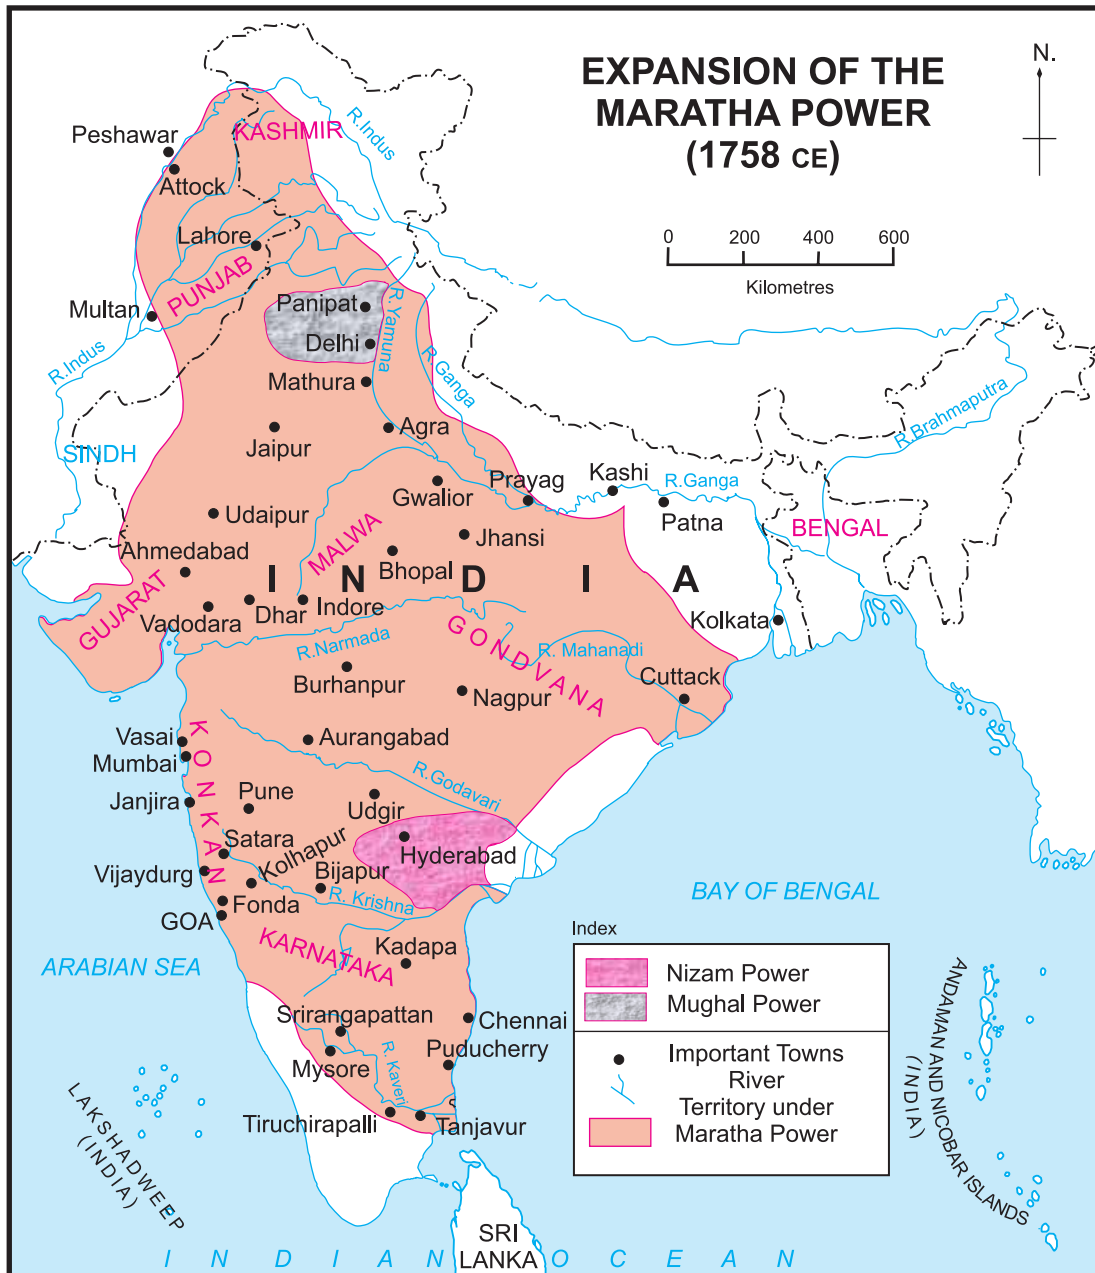 EXPANSION OF THE
MARATHA POWER
(1758 CE)
N.
0 200 400 600
Kilometres
Peshawar
KASHMIR
R.Indus
Attock
Lahore
PUNJAB
Multan
Panipat
R.Indus
Delhi
R.Yamuna
Mathura
R.Ganga
SINDH
Jaipur
Agra
R.Brahmaputra
Gwalior
Prayag
Kashi
R.Ganga
Patna
Udaipur
MALWA
Jhansi
BENGAL
Ahmedabad
Bhopal
I N D I A
GUJARAT
Vadodara
Dhar
Indore
Kolkata
R.Narmada
GONDVANA
R. Mahanadi
Burhanpur
Nagpur
Cuttack
KONKAN
Vasai
Aurangabad
Mumbai
R.Godavari
Janjira
Pune
Udgir
Satara
Hyderabad
Vijaydurg
Kolhapur
Bijapur
R. Krishna
Fonda
GOA
BAY OF BENGAL
KARNATAKA
Kadapa
ARABIAN SEA
Srirangapattan
Chennai
Mysore
R. Kaveri
Puducherry
Tiruchirapalli
Tanjavur
LAKSHADWEEP
(INDIA)
ANDAMAN AND NICOBAR ISLANDS
(INDIA)
SRI
LANKA
INDIAN OCEAN
Index
Nizam Power
Mughal Power
Important Towns
River
Territory under
Maratha Power